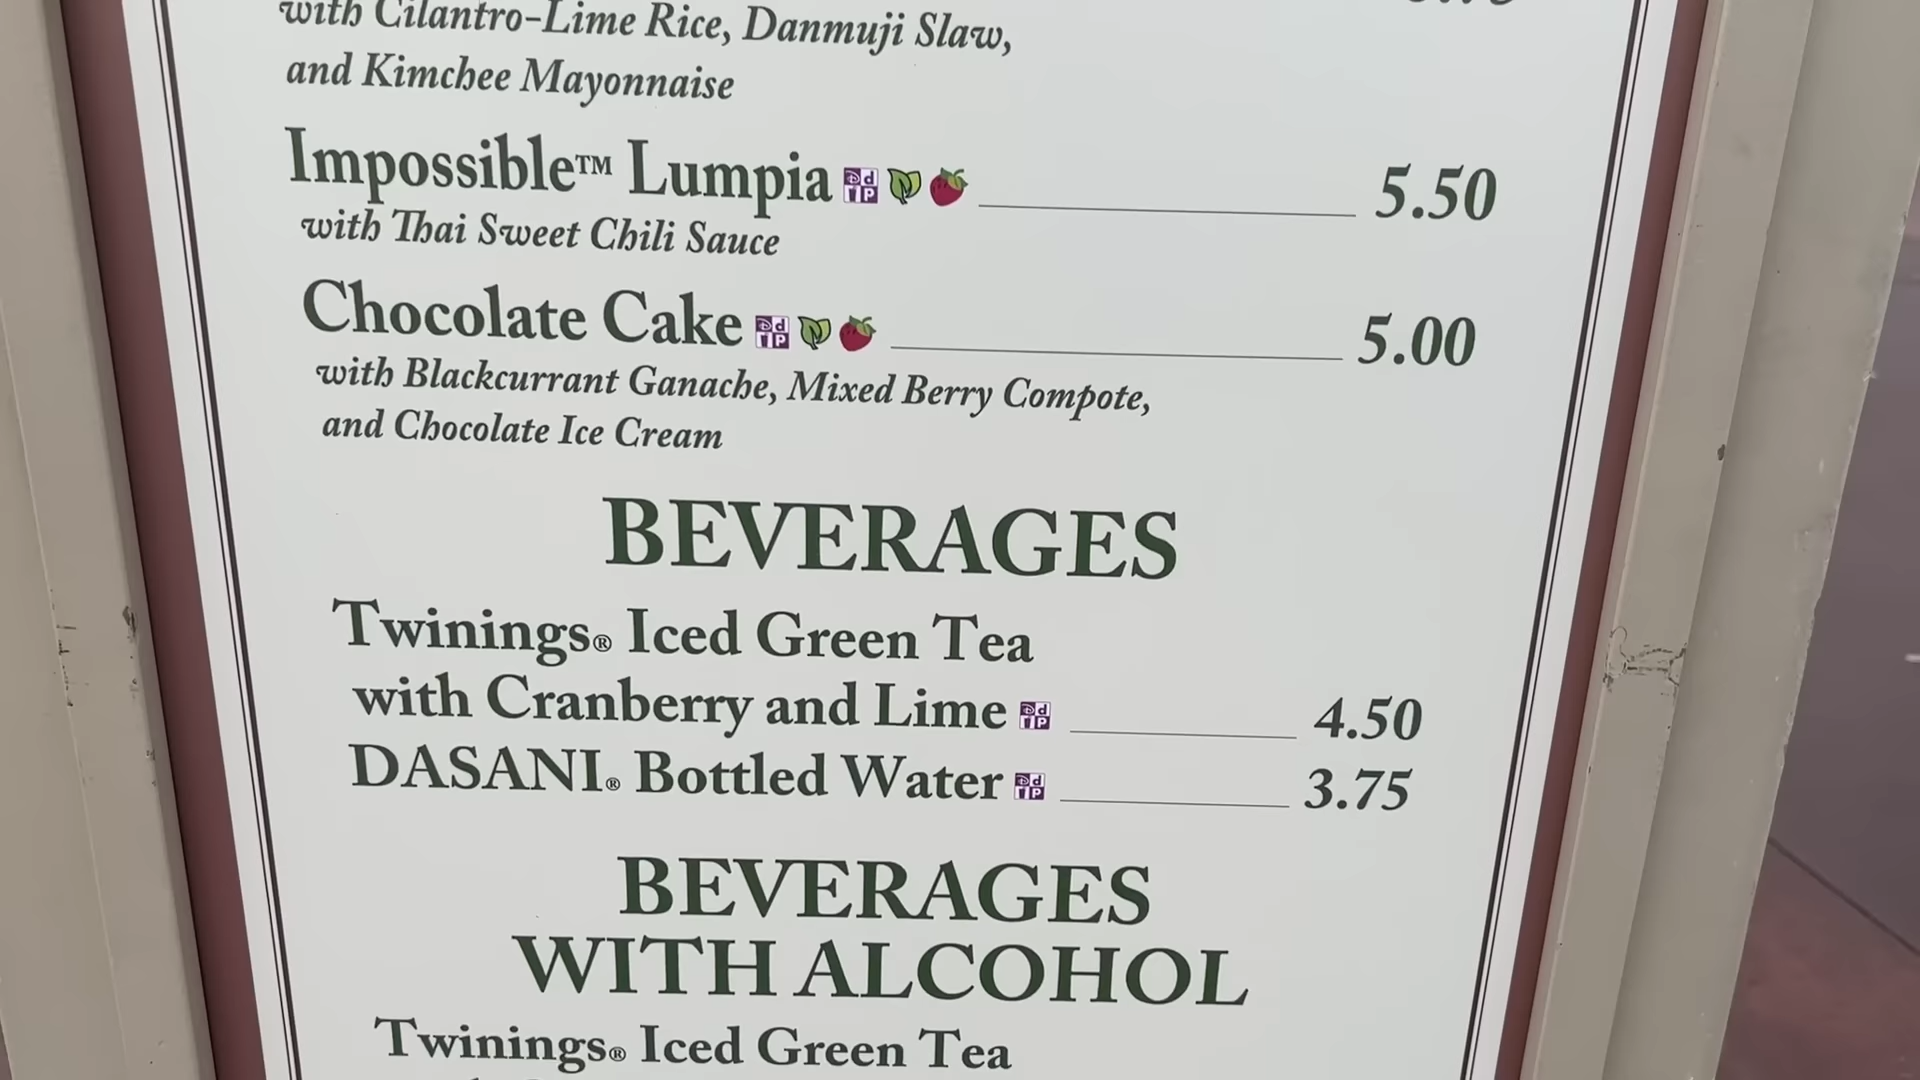 with Cilantro-Lime Rice, Danmuji Slaw,
and Kimchee Mayonnaise
Impossible™ Lumpia 5.50
with Thai Sweet Chili Sauce
Chocolate Cake 5.00
with Blackcurrant Ganache, Mixed Berry Compote,
and Chocolate Ice Cream
BEVERAGES
Twinings® Iced Green Tea
with Cranberry and Lime 4.50
DASANI® Bottled Water 3.75
BEVERAGES
WITH ALCOHOL
Twinings® Iced Green Tea